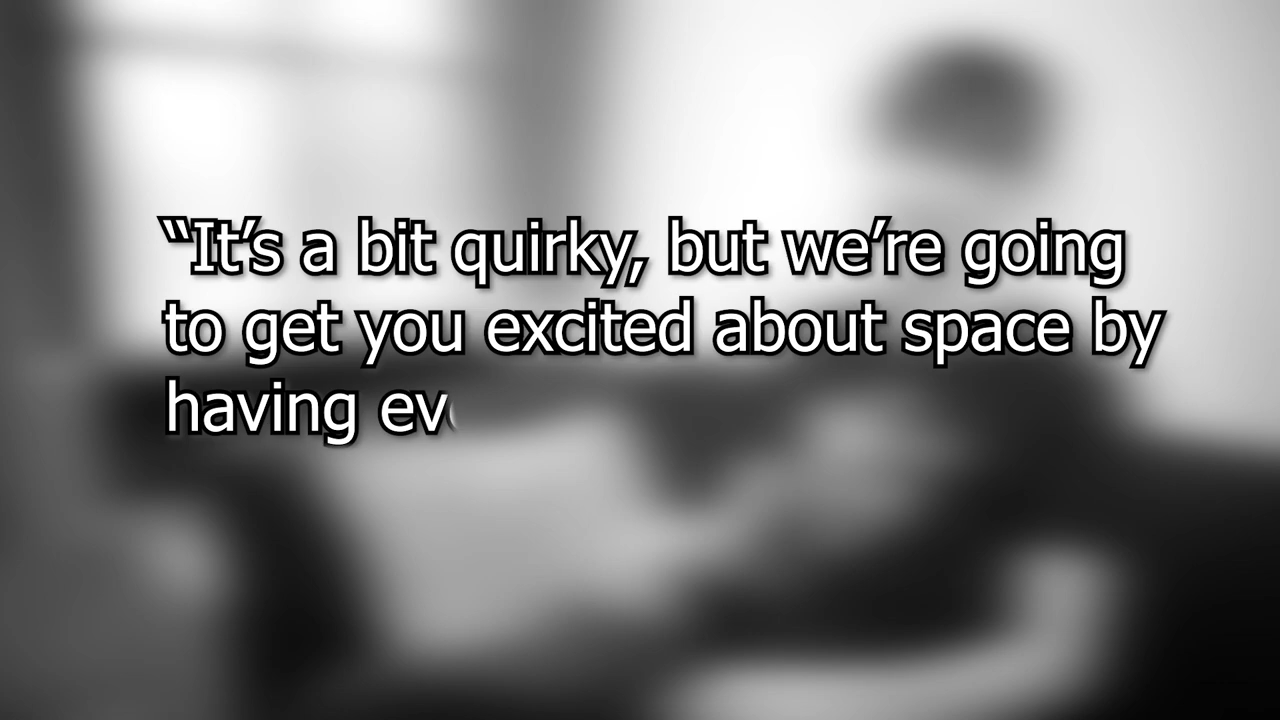 “It’s a bit quirky, but we’re going
to get you excited about space by
having ev